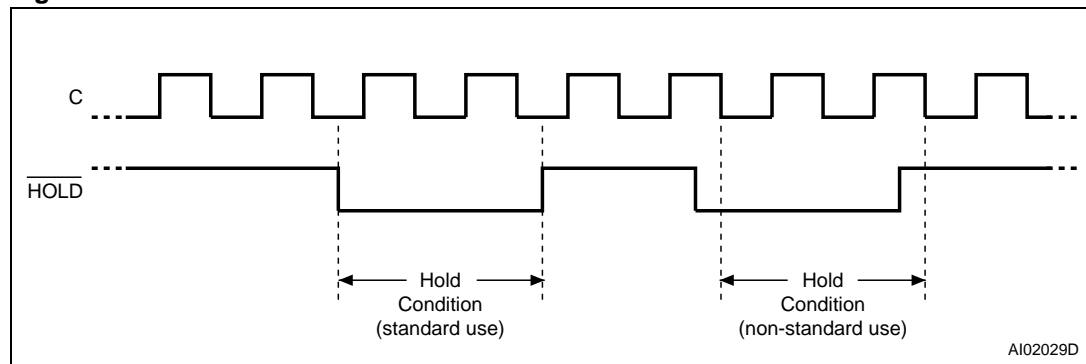 C
HOLD
Hold
Condition
(standard use)
Hold
Condition
(non-standard use)
AI02029D